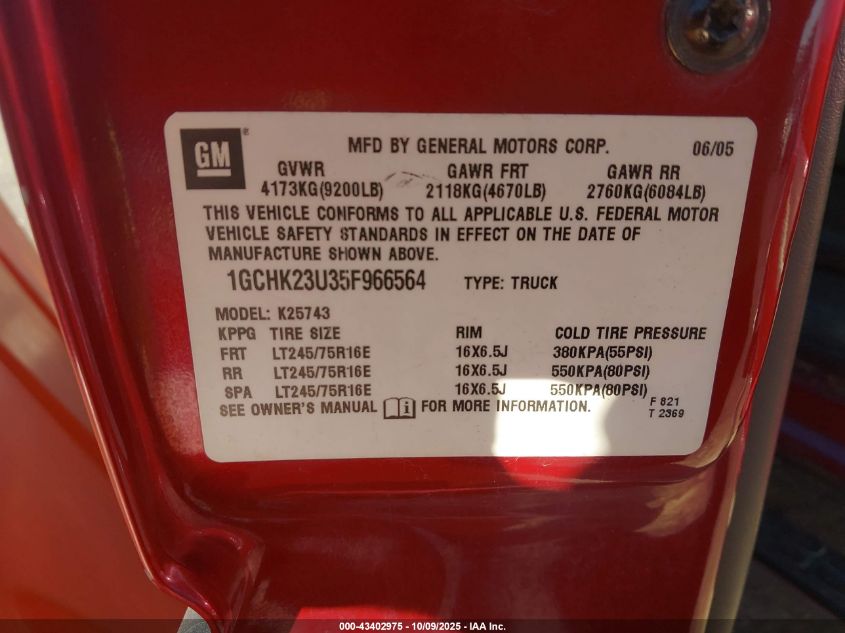 GM®
MFD BY GENERAL MOTORS CORP. 06/05
GVWR GAWR FRT GAWR RR
4173KG(9200LB) 2118KG(4670LB) 2760KG(6084LB)
THIS VEHICLE CONFORMS TO ALL APPLICABLE U.S. FEDERAL MOTOR
VEHICLE SAFETY STANDARDS IN EFFECT ON THE DATE OF
MANUFACTURE SHOWN ABOVE.
1GCHK23U35F966564 TYPE: TRUCK
MODEL: K25743
KPPG TIRE SIZE RIM COLD TIRE PRESSURE
FRT LT245/75R16E 16X6.5J 380KPA(55PSI)
RR LT245/75R16E 16X6.5J 550KPA(80PSI)
SPA LT245/75R16E 16X6.5J 550KPA(80PSI)
SEE OWNER'S MANUAL i FOR MORE INFORMATION.
F 821
T 2369
000-43402975 - 10/09/2025 - IAA Inc.